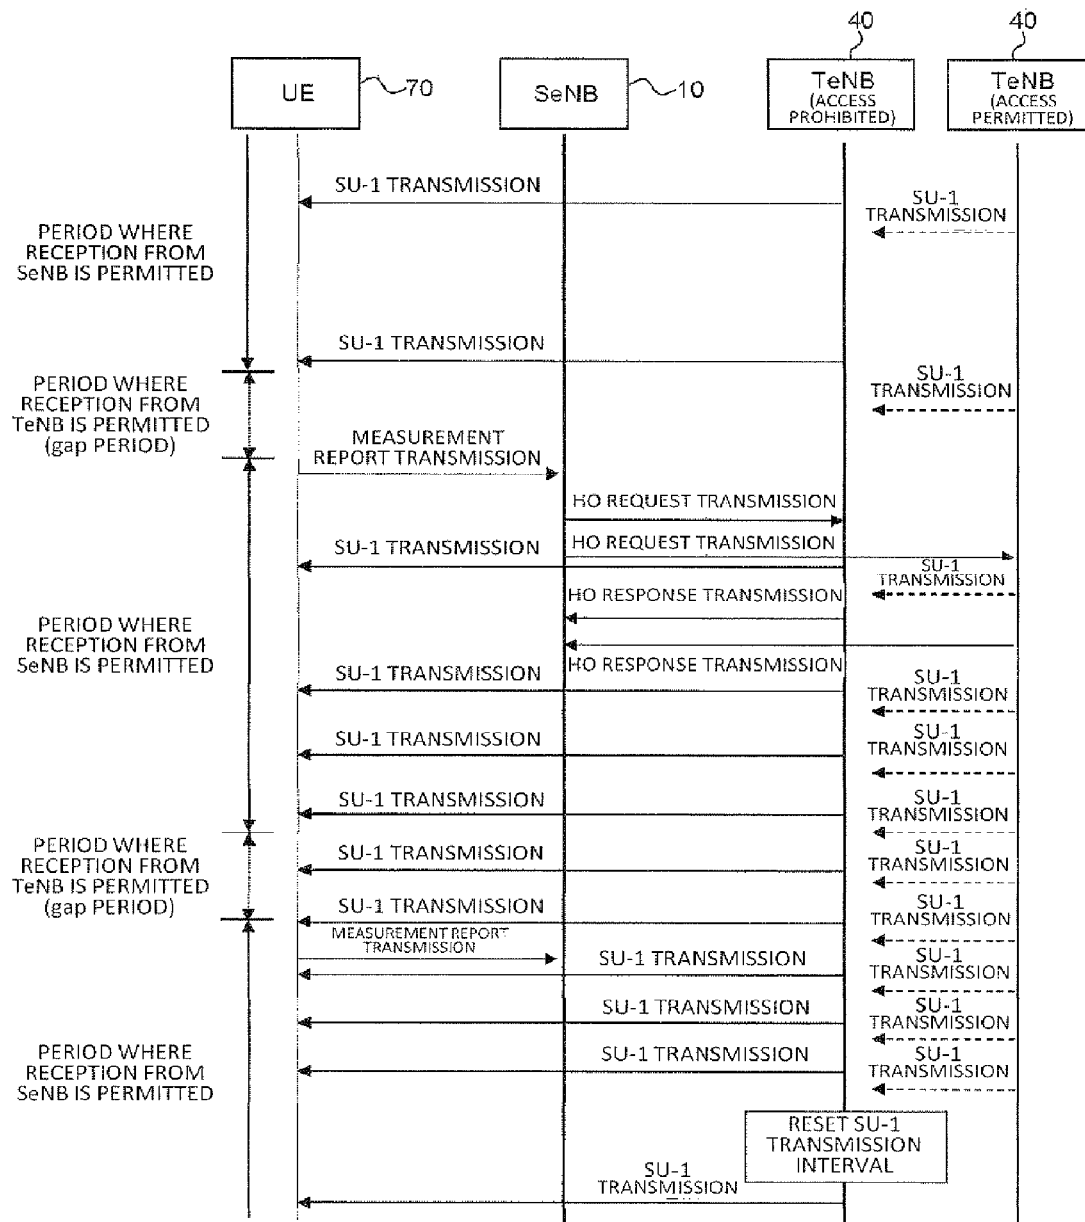 40
40
UE
70
SeNB
10
TeNB
(ACCESS
PROHIBITED)
TeNB
(ACCESS
PERMITTED)
SU-1 TRANSMISSION
SU-1
TRANSMISSION
PERIOD WHERE
RECEPTION FROM
SeNB IS PERMITTED
SU-1 TRANSMISSION
SU-1
TRANSMISSION
PERIOD WHERE
RECEPTION FROM
TeNB IS PERMITTED
(gap PERIOD)
MEASUREMENT
REPORT TRANSMISSION
HO REQUEST TRANSMISSION
HO REQUEST TRANSMISSION
SU-1 TRANSMISSION
SU-1
TRANSMISSION
HO RESPONSE TRANSMISSION
PERIOD WHERE
RECEPTION FROM
SeNB IS PERMITTED
HO RESPONSE TRANSMISSION
SU-1 TRANSMISSION
SU-1
TRANSMISSION
SU-1 TRANSMISSION
SU-1
TRANSMISSION
SU-1 TRANSMISSION
SU-1
TRANSMISSION
PERIOD WHERE
RECEPTION FROM
TeNB IS PERMITTED
(gap PERIOD)
SU-1 TRANSMISSION
SU-1
TRANSMISSION
SU-1 TRANSMISSION
SU-1
TRANSMISSION
MEASUREMENT REPORT
TRANSMISSION
SU-1 TRANSMISSION
SU-1
TRANSMISSION
SU-1 TRANSMISSION
SU-1
TRANSMISSION
SU-1 TRANSMISSION
SU-1
TRANSMISSION
PERIOD WHERE
RECEPTION FROM
SeNB IS PERMITTED
RESET SU-1
TRANSMISSION
INTERVAL
SU-1
TRANSMISSION